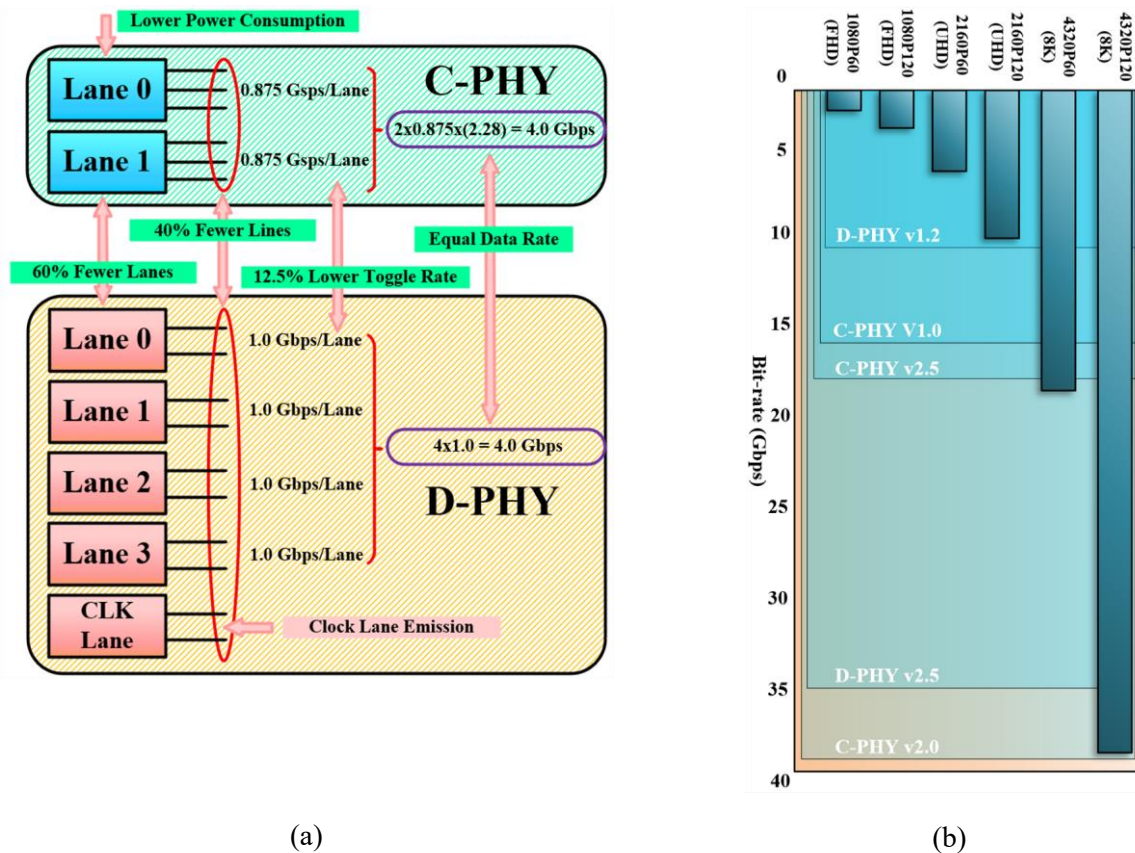 Lower Power Consumption
C-PHY
Lane 0
0.875 Gsps/Lane
2x0.875x(2.28) = 4.0 Gbps
Lane 1
0.875 Gsps/Lane
40% Fewer Lines
Equal Data Rate
60% Fewer Lanes
12.5% Lower Toggle Rate
Lane 0
1.0 Gbps/Lane
Lane 1
1.0 Gbps/Lane
4x1.0 = 4.0 Gbps
Lane 2
1.0 Gbps/Lane
D-PHY
Lane 3
1.0 Gbps/Lane
CLK
Lane
Clock Lane Emission
(a)
1080P60
(FHD)
1080P120
(FHD)
2160P60
(UHD)
2160P120
(UHD)
4320P60
(8K)
4320P120
(8K)
Bit-rate (Gbps)
0
5
10
15
20
25
30
35
40
D-PHY v1.2
C-PHY V1.0
C-PHY v2.5
D-PHY v2.5
C-PHY v2.0
(b)